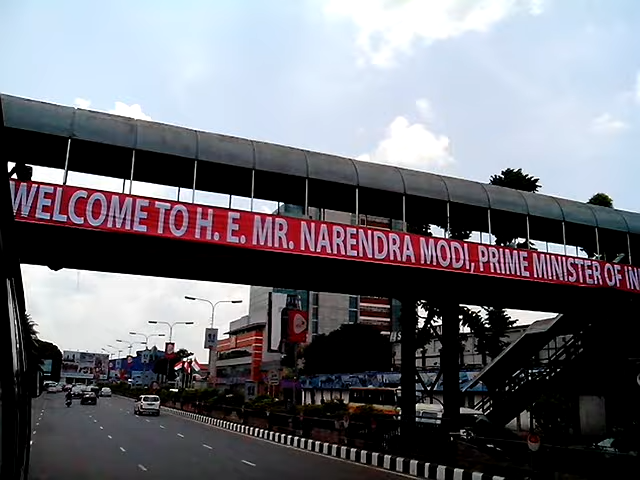 WELCOME TO H. E. MR. NARENDRA MODI, PRIME MINISTER OF IN